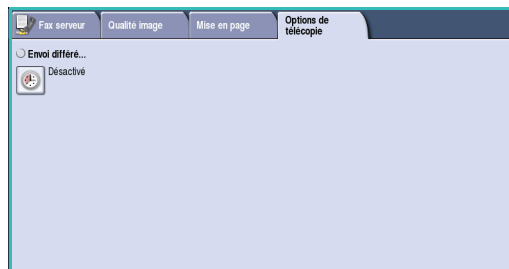 Fax serveur
Qualité image
Mise en page
Options de
télécopie
Envoi différé...
Désactivé